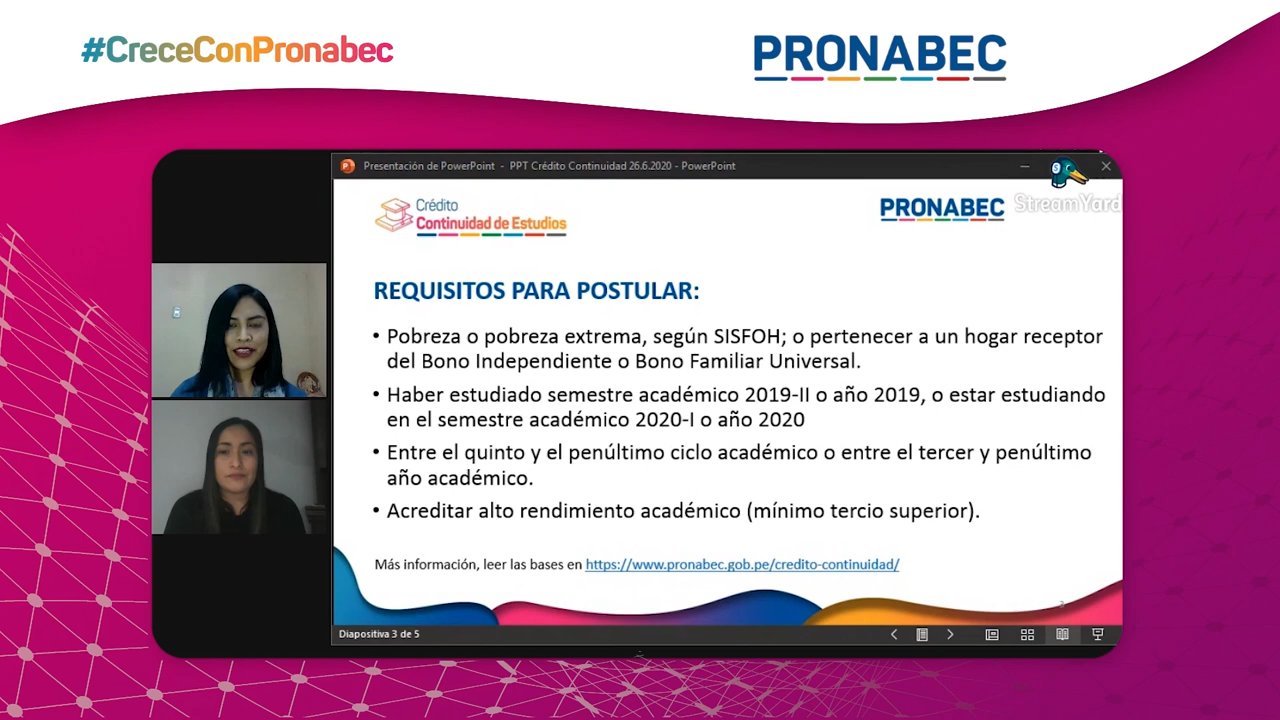 #CreceConPronabec
PRONABEC
Presentación de PowerPoint - PPT Crédito Continuidad 26.6.2020 - PowerPoint
StreamYard
Crédito
Continuidad de Estudios
PRONABEC
REQUISITOS PARA POSTULAR:
• Pobreza o pobreza extrema, según SISFOH; o pertenecer a un hogar receptor
del Bono Independiente o Bono Familiar Universal.
• Haber estudiado semestre académico 2019-II o año 2019, o estar estudiando
en el semestre académico 2020-I o año 2020
• Entre el quinto y el penúltimo ciclo académico o entre el tercer y penúltimo
año académico.
• Acreditar alto rendimiento académico (mínimo tercio superior).
Más información, leer las bases en https://www.pronabec.gob.pe/credito-continuidad/
Diapositiva 3 de 5